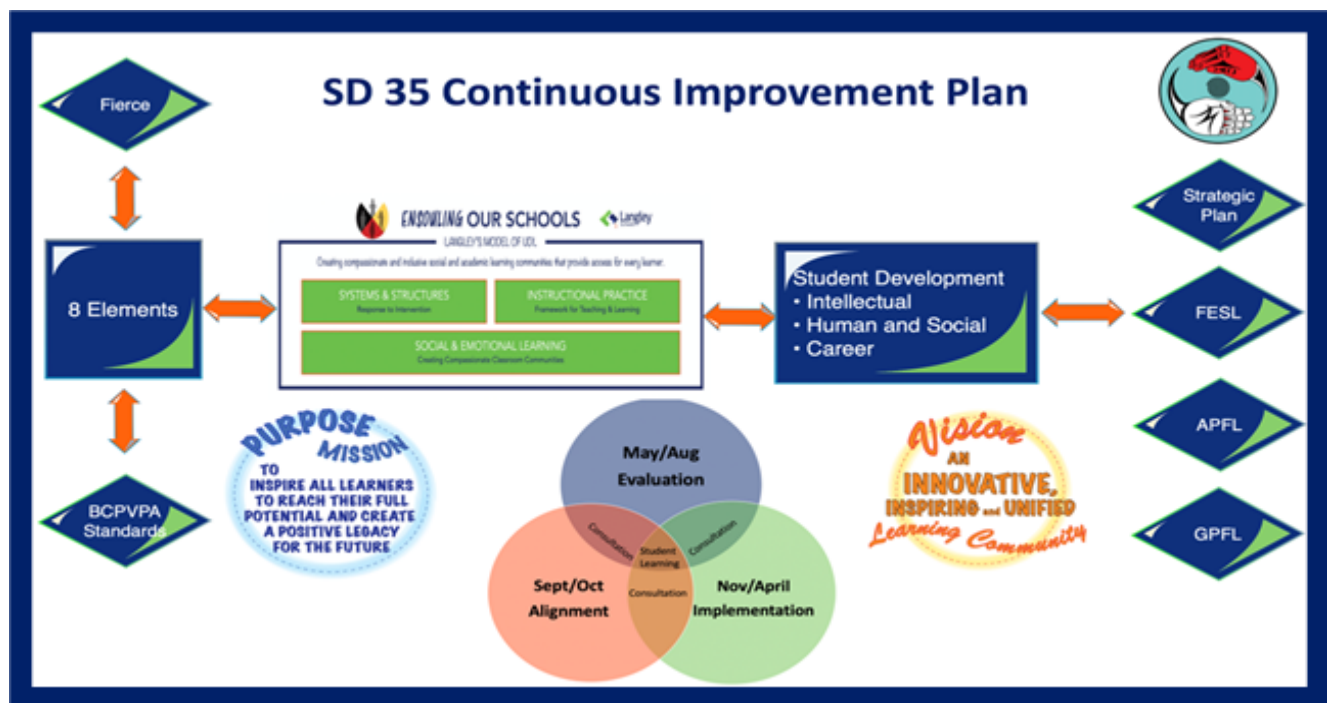 SD 35 Continuous Improvement Plan
Fierce
8 Elements
BCPVPA
Standards
ENSOULING OUR SCHOOLS
Langley
LANGLEY'S MODEL OF UDL
Creating compassionate and inclusive social and academic learning communities that provide access for every learner.
SYSTEMS & STRUCTURES
Response to Intervention
INSTRUCTIONAL PRACTICE
Framework for Teaching & Learning
SOCIAL & EMOTIONAL LEARNING
Creating Compassionate Classroom Communities
Student Development
• Intellectual
• Human and Social
• Career
Strategic
Plan
FESL
APFL
GPFL
PURPOSE
MISSION
TO
INSPIRE ALL LEARNERS
TO REACH THEIR FULL
POTENTIAL AND CREATE
A POSITIVE LEGACY
FOR THE FUTURE
May/Aug
Evaluation
Consultation
Consultation
Student
Learning
Consultation
Sept/Oct
Alignment
Nov/April
Implementation
Vision
AN
INNOVATIVE,
INSPIRING and UNIFIED
Learning Community